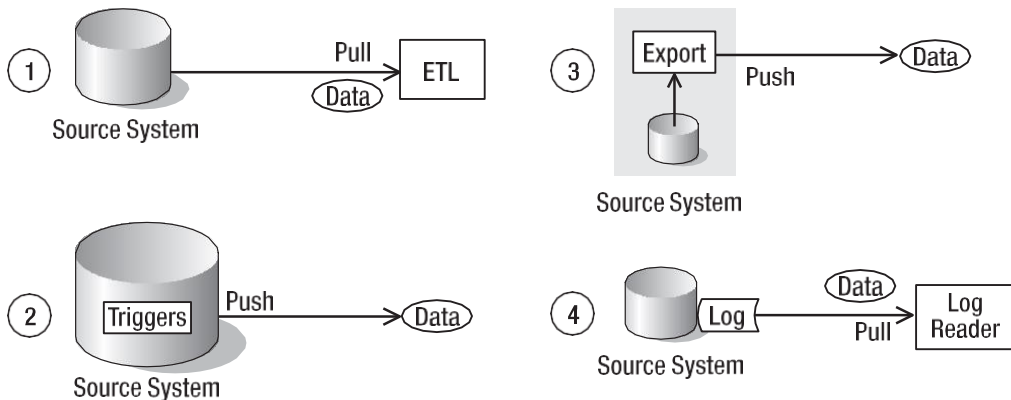 1
Pull
Data
ETL
Source System
2
Triggers
Push
Data
Source System
3
Export
Push
Data
Source System
4
Log
Data
Pull
Log
Reader
Source System